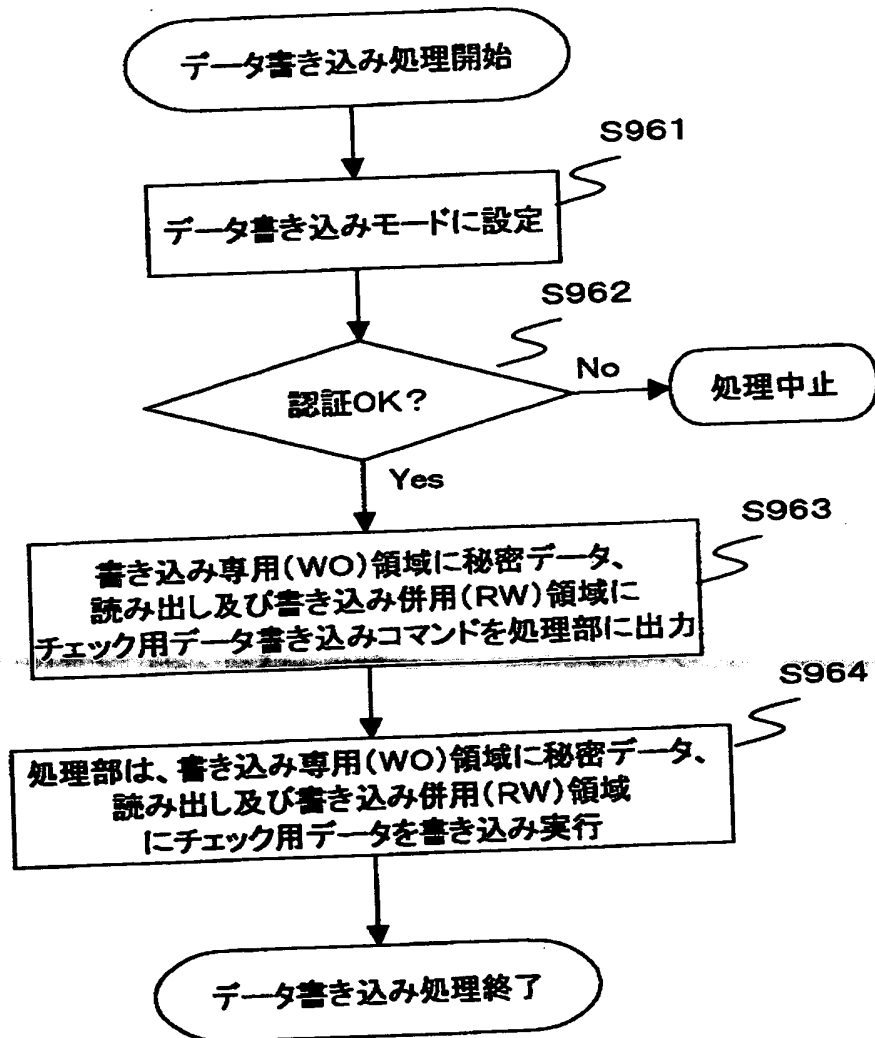 データ書き込み処理開始
S961
データ書き込みモードに設定
S962
認証OK?
No
処理中止
Yes
S963
書き込み専用(WO)領域に秘密データ、
読み出し及び書き込み併用(RW)領域に
チェック用データ書き込みコマンドを処理部に出力
S964
処理部は、書き込み専用(WO)領域に秘密データ、
読み出し及び書き込み併用(RW)領域
にチェック用データを書き込み実行
データ書き込み処理終了